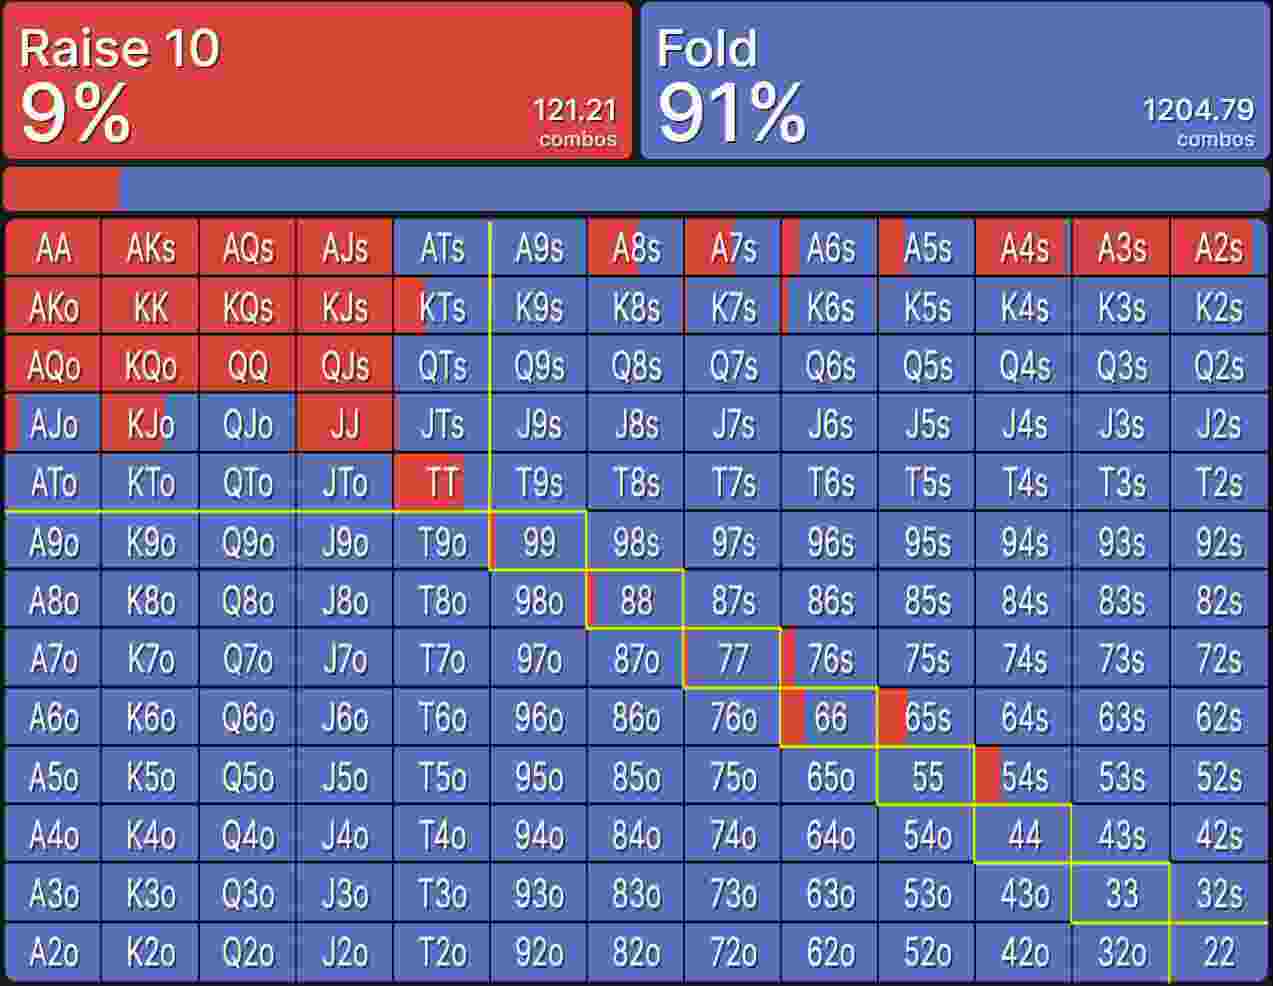 Raise 10 Fold
9% 121.21 combos 91% 1204.79 combos
AA AKs AQs AJs ATs A9s A8s A7s A6s A5s A4s A3s A2s
AKo KK KQs KJs KTs K9s K8s K7s K6s K5s K4s K3s K2s
AQo KQo QQ QJs QTs Q9s Q8s Q7s Q6s Q5s Q4s Q3s Q2s
AJo KJo QJo JJ JTs J9s J8s J7s J6s J5s J4s J3s J2s
ATo KTo QTo JTo TT T9s T8s T7s T6s T5s T4s T3s T2s
A9o K9o Q9o J9o T9o 99 98s 97s 96s 95s 94s 93s 92s
A8o K8o Q8o J8o T8o 98o 88 87s 86s 85s 84s 83s 82s
A7o K7o Q7o J7o T7o 97o 87o 77 76s 75s 74s 73s 72s
A6o K6o Q6o J6o T6o 96o 86o 76o 66 65s 64s 63s 62s
A5o K5o Q5o J5o T5o 95o 85o 75o 65o 55 54s 53s 52s
A4o K4o Q4o J4o T4o 94o 84o 74o 64o 54o 44 43s 42s
A3o K3o Q3o J3o T3o 93o 83o 73o 63o 53o 43o 33 32s
A2o K2o Q2o J2o T2o 92o 82o 72o 62o 52o 42o 32o 22